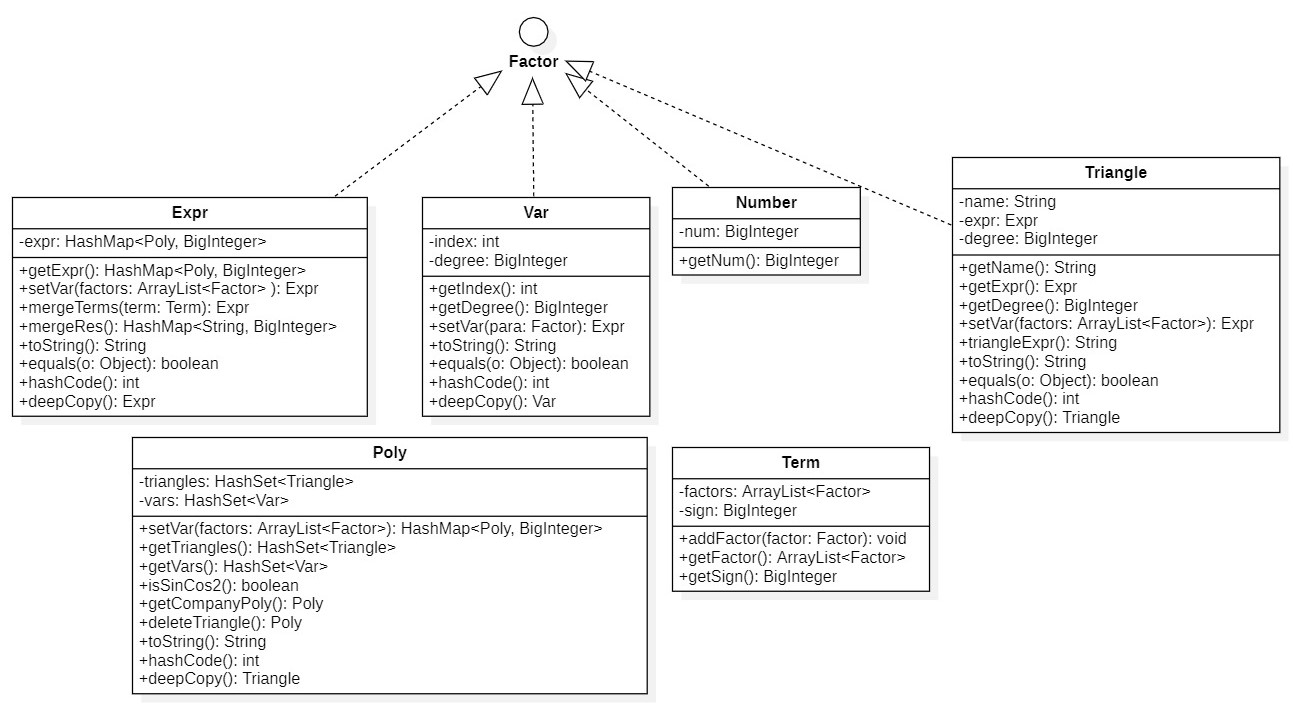 Factor
Expr
-expr: HashMap<Poly, BigInteger>
+getExpr(): HashMap<Poly, BigInteger>
+setVar(factors: ArrayList<Factor> ): Expr
+mergeTerms(term: Term): Expr
+mergeRes(): HashMap<String, BigInteger>
+toString(): String
+equals(o: Object): boolean
+hashCode(): int
+deepCopy(): Expr
Var
-index: int
-degree: BigInteger
+getIndex(): int
+getDegree(): BigInteger
+setVar(para: Factor): Expr
+toString(): String
+equals(o: Object): boolean
+hashCode(): int
+deepCopy(): Var
Number
-num: BigInteger
+getNum(): BigInteger
Triangle
-name: String
-expr: Expr
-degree: BigInteger
+getName(): String
+getExpr(): Expr
+getDegree(): BigInteger
+setVar(factors: ArrayList<Factor>): Expr
+triangleExpr(): String
+toString(): String
+equals(o: Object): boolean
+hashCode(): int
+deepCopy(): Triangle
Poly
-triangles: HashSet<Triangle>
-vars: HashSet<Var>
+setVar(factors: ArrayList<Factor>): HashMap<Poly, BigInteger>
+getTriangles(): HashSet<Triangle>
+getVars(): HashSet<Var>
+isSinCos2(): boolean
+getCompanyPoly(): Poly
+deleteTriangle(): Poly
+toString(): String
+hashCode(): int
+deepCopy(): Triangle
Term
-factors: ArrayList<Factor>
-sign: BigInteger
+addFactor(factor: Factor): void
+getFactor(): ArrayList<Factor>
+getSign(): BigInteger